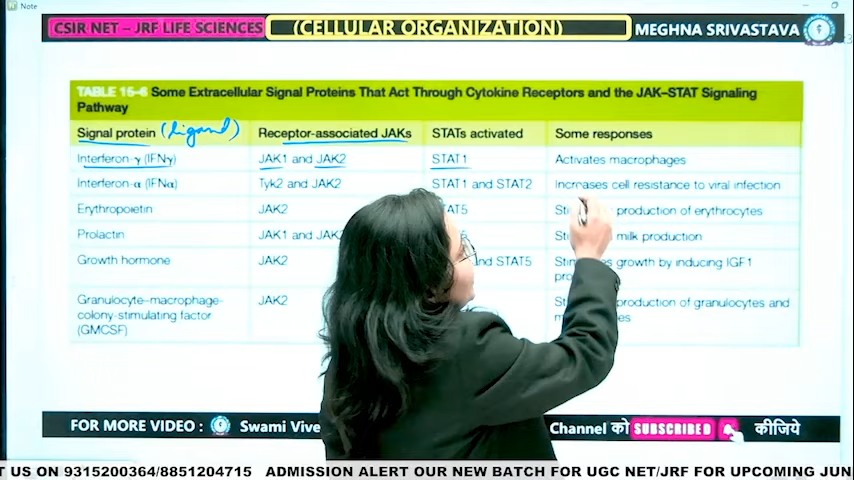 Note
CSIR NET – JRF LIFE SCIENCES (CELLULAR ORGANIZATION) MEGHNA SRIVASTAVA
TABLE 15–6 Some Extracellular Signal Proteins That Act Through Cytokine Receptors and the JAK–STAT Signaling
Pathway
Signal protein (Ligand) Receptor-associated JAKs STATs activated Some responses
Interferon-γ (IFNγ) JAK1 and JAK2 STAT1 Activates macrophages
Interferon-α (IFNα) Tyk2 and JAK2 STAT1 and STAT2 Increases cell resistance to viral infection
Erythropoietin JAK2 production of erythrocytes
Prolactin JAK1 and milk production
Growth hormone JAK2 and STAT5 growth by inducing IGF1
Granulocyte–macrophage- JAK2 production of granulocytes and
colony-stimulating factor
(GMCSF)
FOR MORE VIDEO : Swami Channel को SUBSCRIBED कीजिये
US ON 9315200364/8851204715 ADMISSION ALERT OUR NEW BATCH FOR UGC NET/JRF FOR UPCOMING